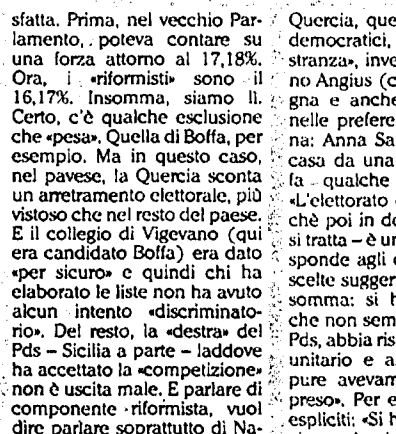 sfatta. Prima, nel vecchio Par-
lamento, poteva contare su
una forza attorno al 17,18%.
Ora, i «riformisti» sono il
16,17%. Insomma, siamo lì.
Certo, c'è qualche esclusione
che «pesa». Quella di Boffa, per
esempio. Ma in questo caso,
nel pavese, la Quercia sconta
un arretramento elettorale, più
vistoso che nel resto del paese.
E il collegio di Vigevano (qui
era candidato Boffa) era dato
«per sicuro» e quindi chi ha
elaborato le liste non ha avuto
alcun intento «discriminato-
rio». Del resto, la «destra» del
Pds – Sicilia a parte – laddove
ha accettato la «competizione»
non è uscita male. E parlare di
componente riformista, vuol
dire parlare soprattutto di Na-
Quercia, que
democratici,
stranza», inve
no Angius (c
gna e anche
nelle prefere
na: Anna Sa
casa da una
fa – qualche
«L'elettorato
chè poi in de
si tratta – è un
sponde agli e
scelte sugger
somma: si h
che non sem
Pds, abbia ris
unitario e a
pure avevam
preso». Per e
espliciti: «Si h